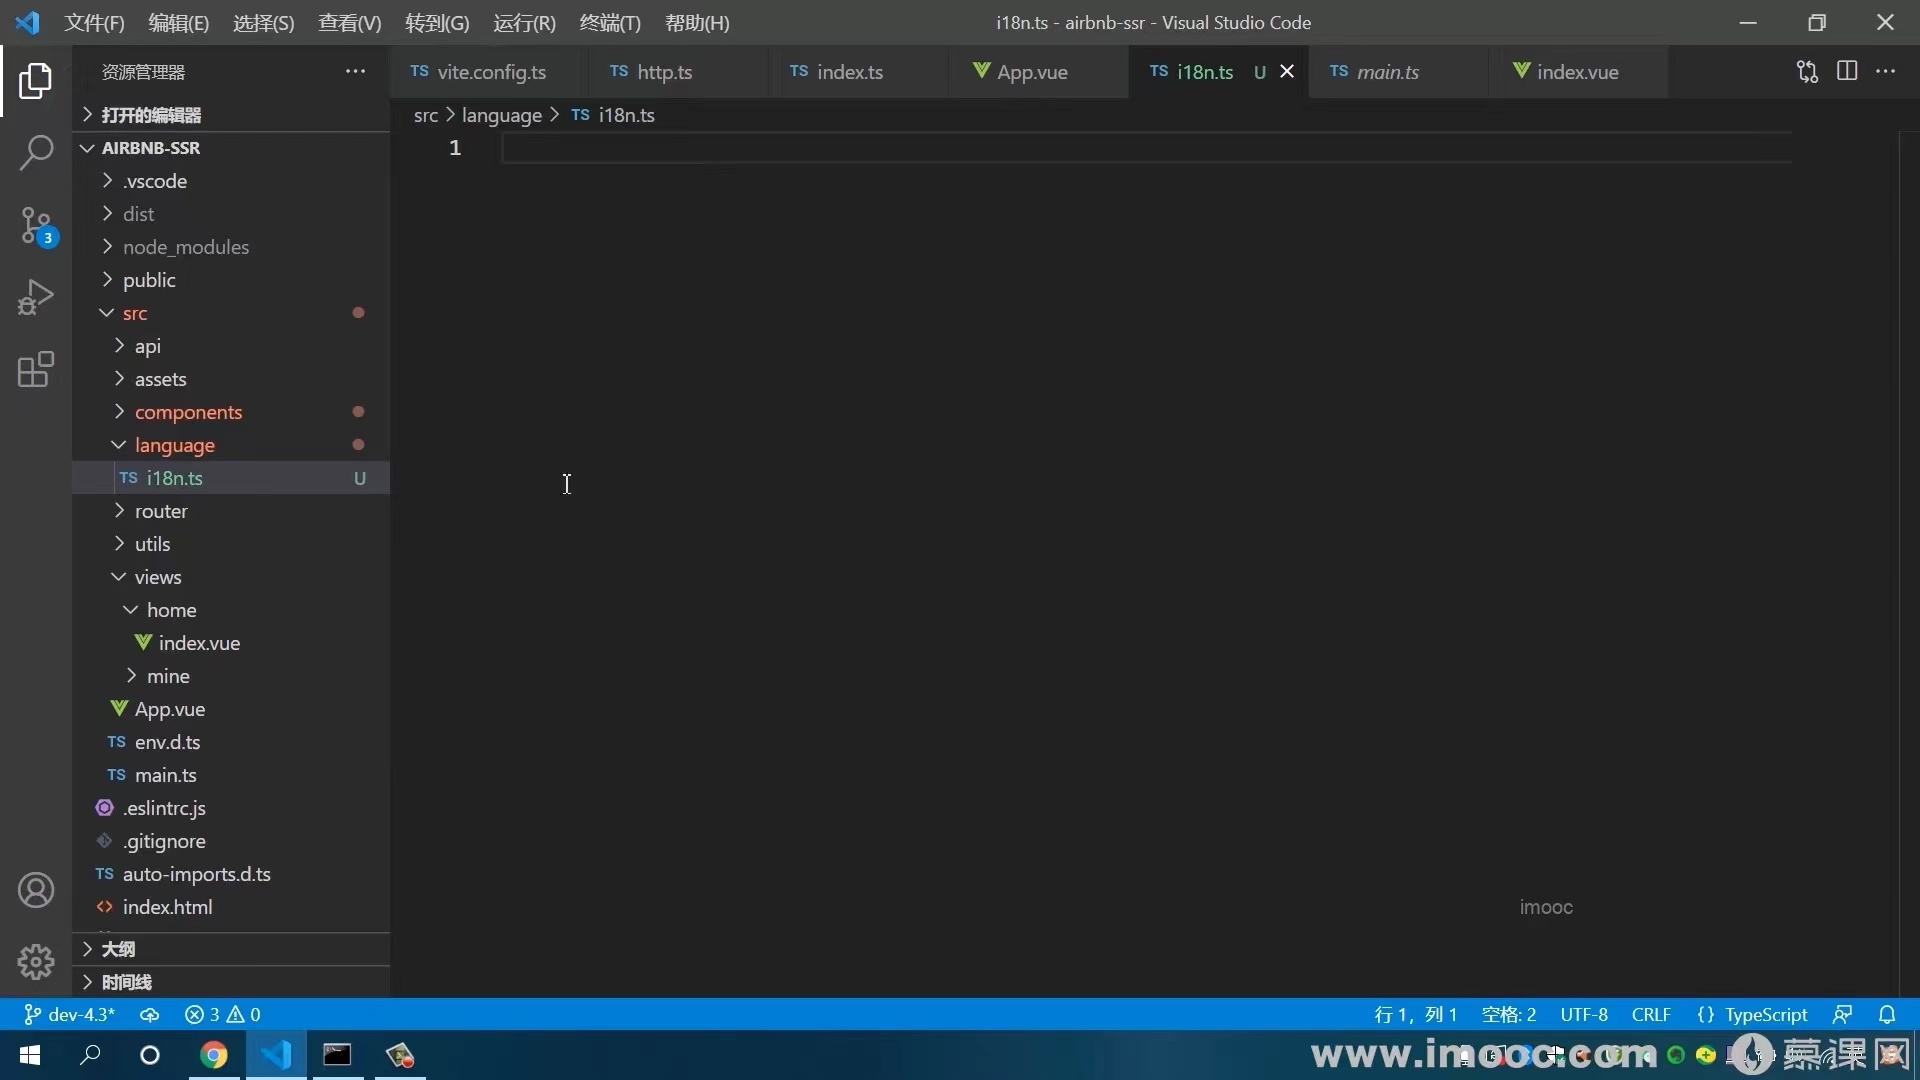 文件(F) 编辑(E) 选择(S) 查看(V) 转到(G) 运行(R) 终端(T) 帮助(H) i18n.ts - airbnb-ssr - Visual Studio Code
资源管理器
TS vite.config.ts TS http.ts TS index.ts App.vue TS i18n.ts U TS main.ts index.vue
打开的编辑器
src > language > TS i18n.ts
1
AIRBNB-SSR
.vscode
dist
3
node_modules
public
src
api
assets
components
language
TS i18n.ts U
router
utils
views
home
index.vue
mine
App.vue
TS env.d.ts
TS main.ts
.eslintrc.js
.gitignore
TS auto-imports.d.ts
index.html
大纲
时间线
imooc
dev-4.3* 3 0 行 1，列 1 空格: 2 UTF-8 CRLF {} TypeScript
www.imooc.com 慕课网